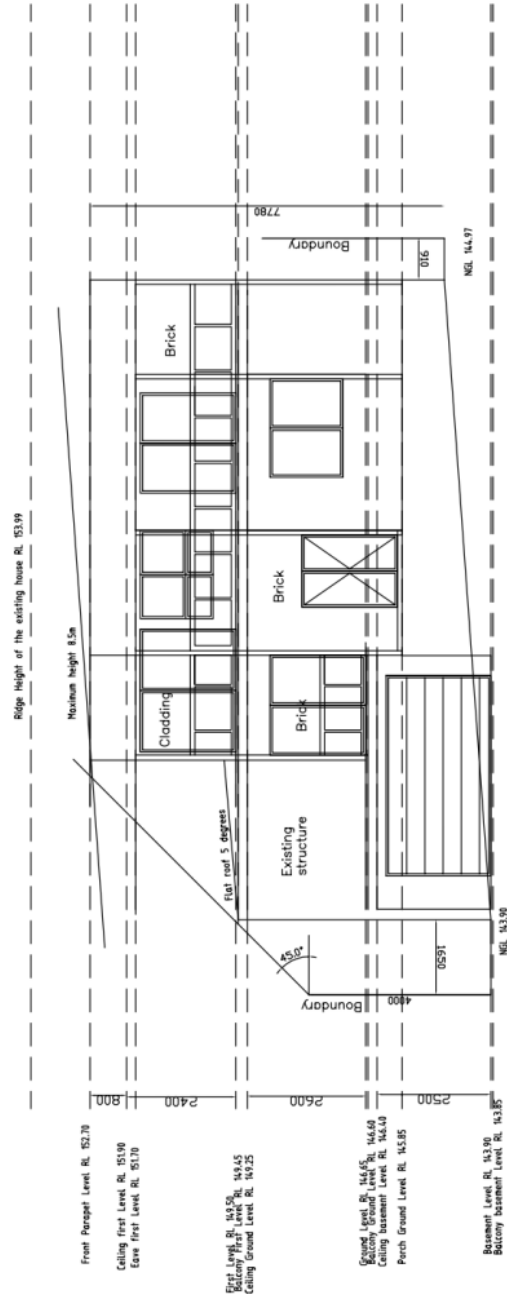 Ridge Height of the existing house RL 153.99
Maximum height 8.5m
Front Parapet Level RL 152.70
800
Ceiling first Level RL 151.90
Eave first Level RL 151.70
2400
First Level RL 149.50
Balcony First Level RL 149.45
Ceiling Ground Level RL 149.25
2600
Ground Level RL 146.65
Balcony Ground Level RL 146.60
Ceiling basement Level RL 146.40
Porch Ground Level RL 145.85
2500
Basement Level RL 143.90
Balcony basement Level RL 143.85
Cladding
Brick
Flat roof 5 degrees
Existing
structure
Brick
Brick
45.0°
Boundary
4000
1650
NGL 143.90
7780
Boundary
910
NGL 144.97